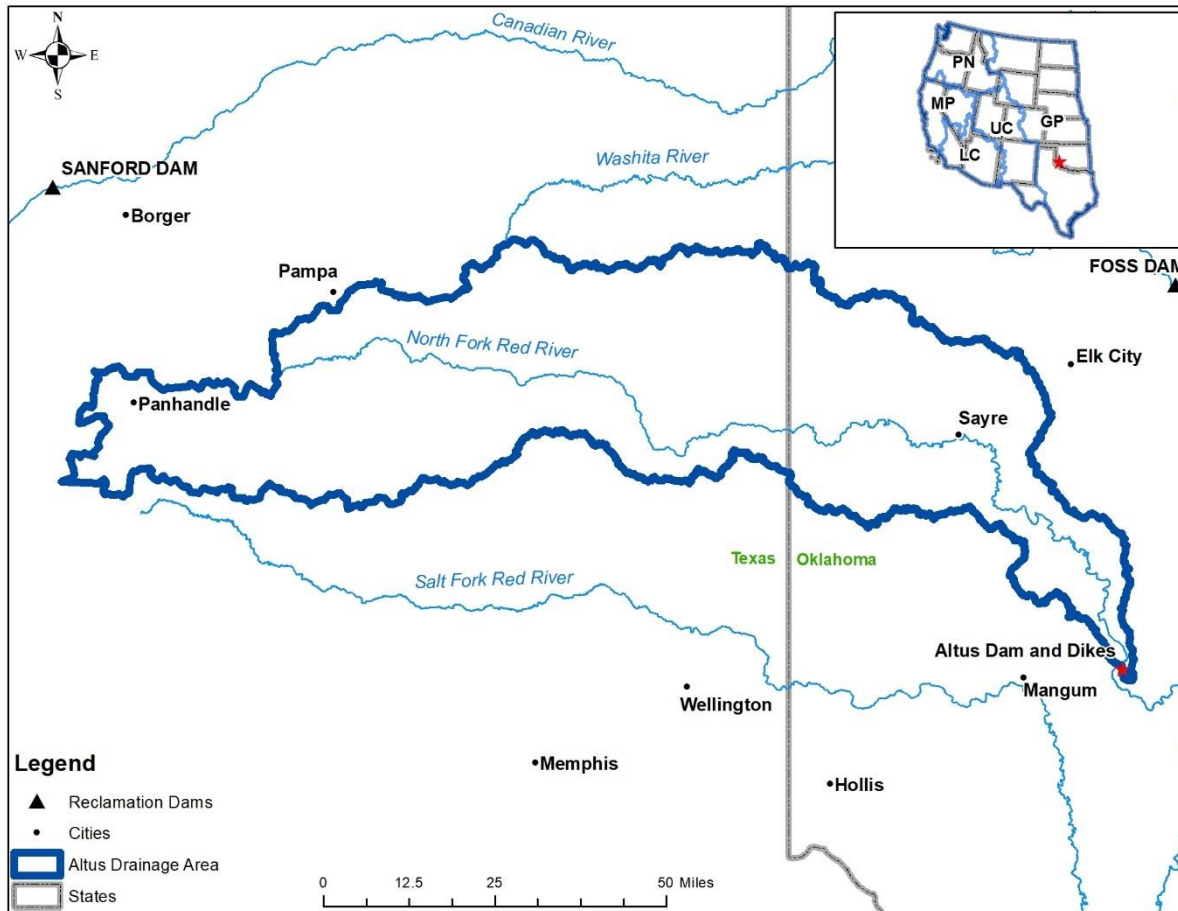 N
W E
S
Canadian River
PN
MP
UC
GP
LC
Washita River
SANFORD DAM
Borger
FOSS DAM
Pampa
North Fork Red River
Elk City
Panhandle
Sayre
Texas Oklahoma
Salt Fork Red River
Altus Dam and Dikes
Mangum
Wellington
Memphis
Hollis
Legend
Reclamation Dams
Cities
Altus Drainage Area
States
0 12.5 25 50 Miles